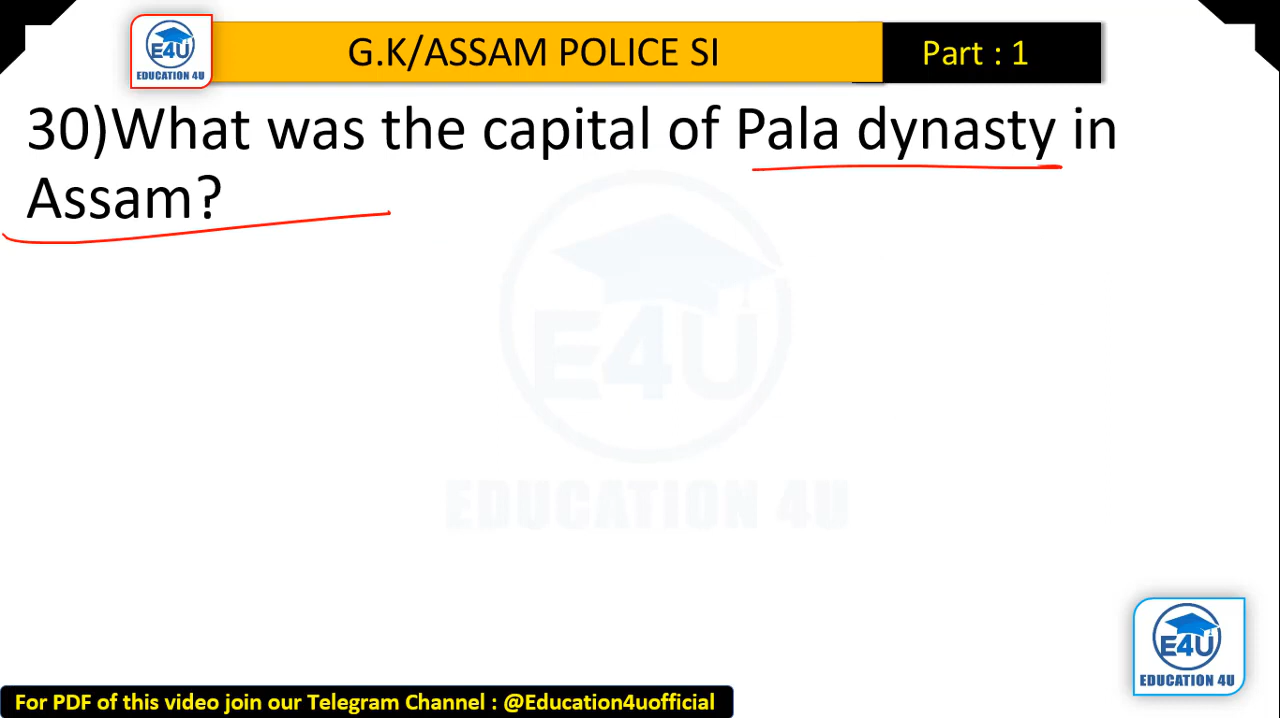 E4U
EDUCATION 4U
G.K/ASSAM POLICE SI
Part : 1
30)What was the capital of Pala dynasty in
Assam?
E4U
EDUCATION 4U
E4U
EDUCATION 4U
For PDF of this video join our Telegram Channel : @Education4uofficial